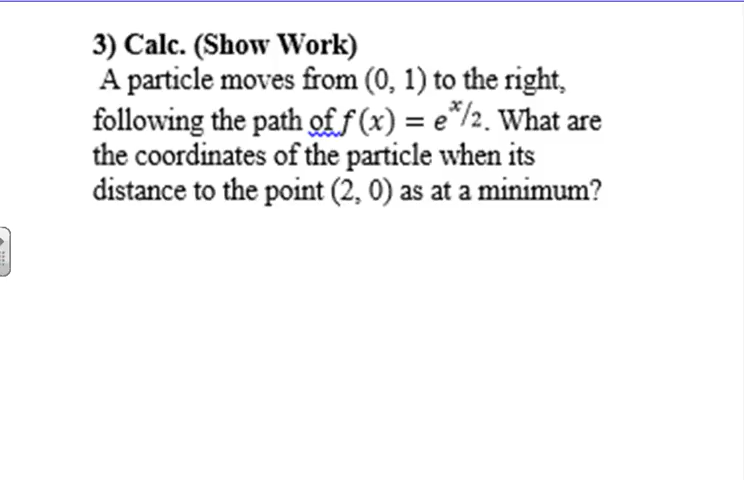 3) Calc. (Show Work)
A particle moves from (0, 1) to the right,
following the path of f(x) = e^x/2. What are
the coordinates of the particle when its
distance to the point (2, 0) as at a minimum?